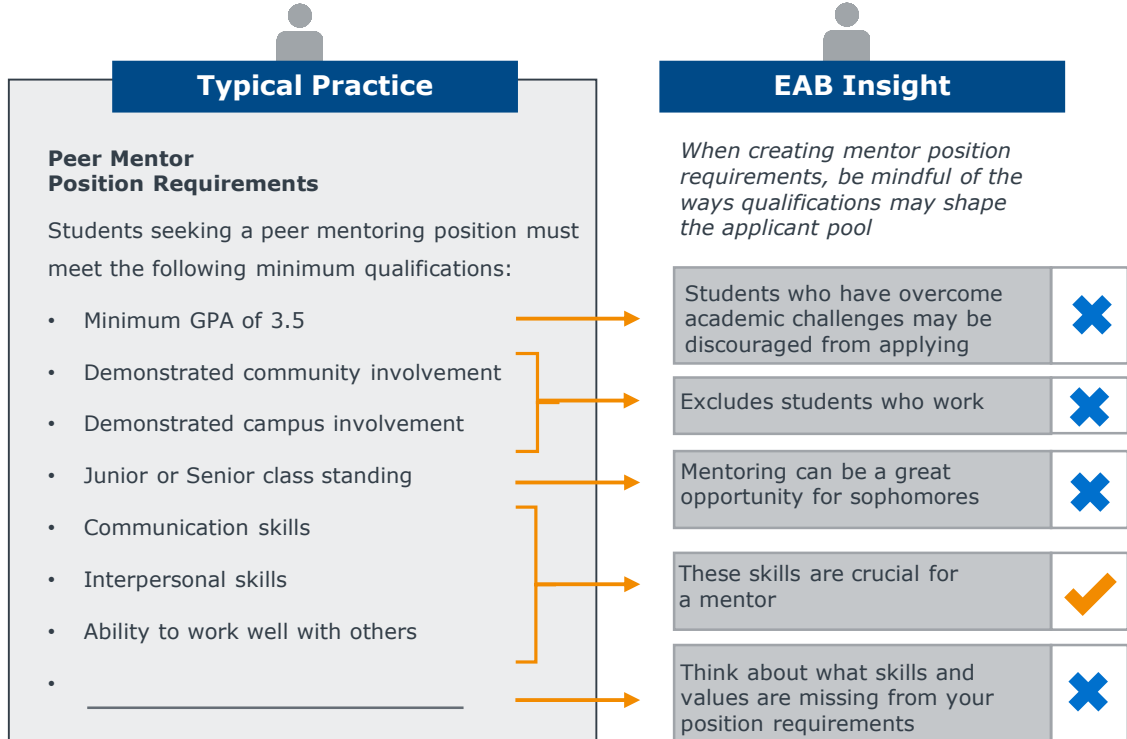 Typical Practice
Peer Mentor
Position Requirements
Students seeking a peer mentoring position must
meet the following minimum qualifications:
• Minimum GPA of 3.5
• Demonstrated community involvement
• Demonstrated campus involvement
• Junior or Senior class standing
• Communication skills
• Interpersonal skills
• Ability to work well with others
•
EAB Insight
When creating mentor position
requirements, be mindful of the
ways qualifications may shape
the applicant pool
Students who have overcome
academic challenges may be
discouraged from applying
Excludes students who work
Mentoring can be a great
opportunity for sophomores
These skills are crucial for
a mentor
Think about what skills and
values are missing from your
position requirements